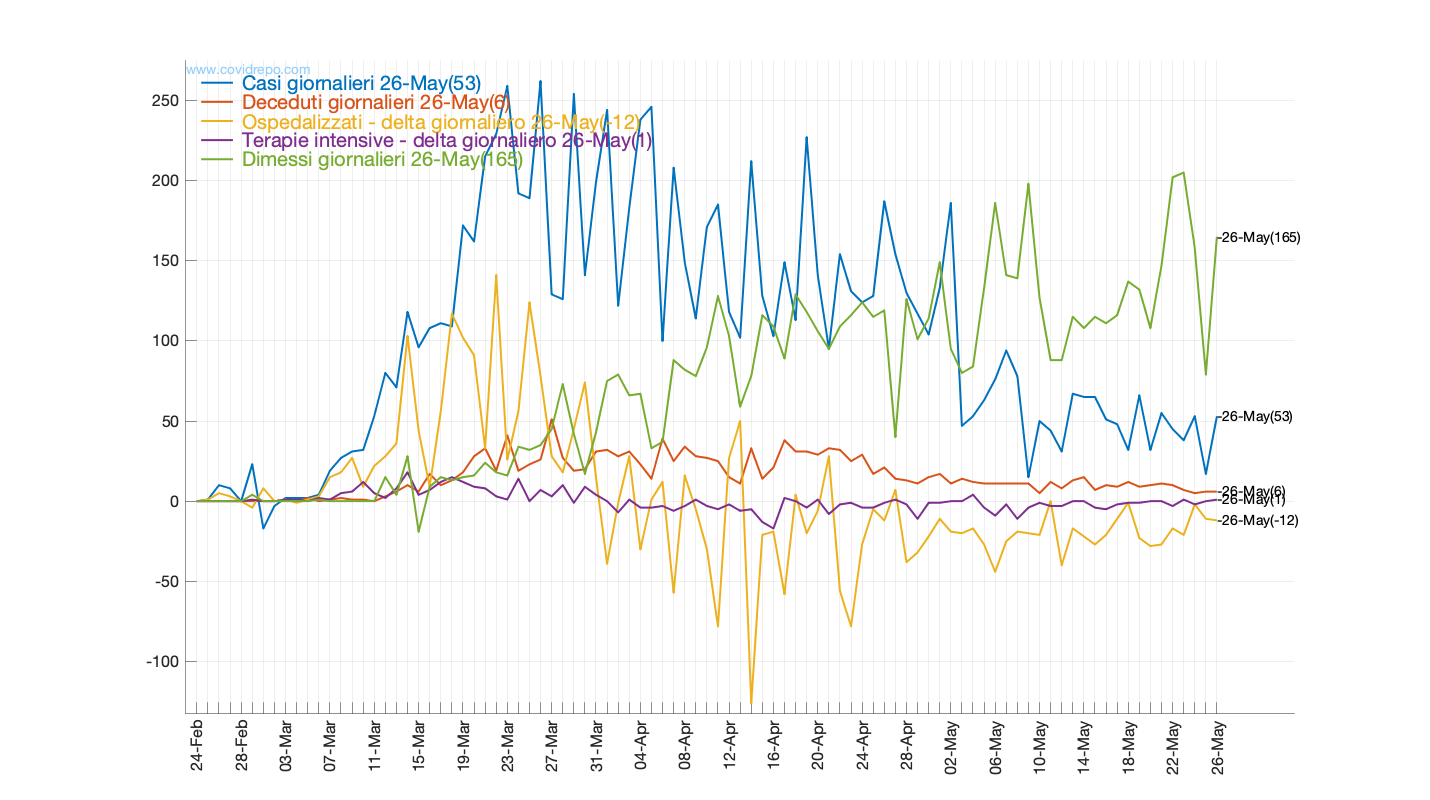 www.covidrepo.com
Casi giornalieri 26-May(53)
Deceduti giornalieri 26-May(6)
Ospedalizzati - delta giornaliero 26-May(-12)
Terapie intensive - delta giornaliero 26-May(1)
Dimessi giornalieri 26-May(165)
250
200
150
100
50
0
-50
-100
26-May(165)
26-May(53)
26-May(6)
26-May(1)
26-May(-12)
24-Feb
28-Feb
03-Mar
07-Mar
11-Mar
15-Mar
19-Mar
23-Mar
27-Mar
31-Mar
04-Apr
08-Apr
12-Apr
16-Apr
20-Apr
24-Apr
28-Apr
02-May
06-May
10-May
14-May
18-May
22-May
26-May